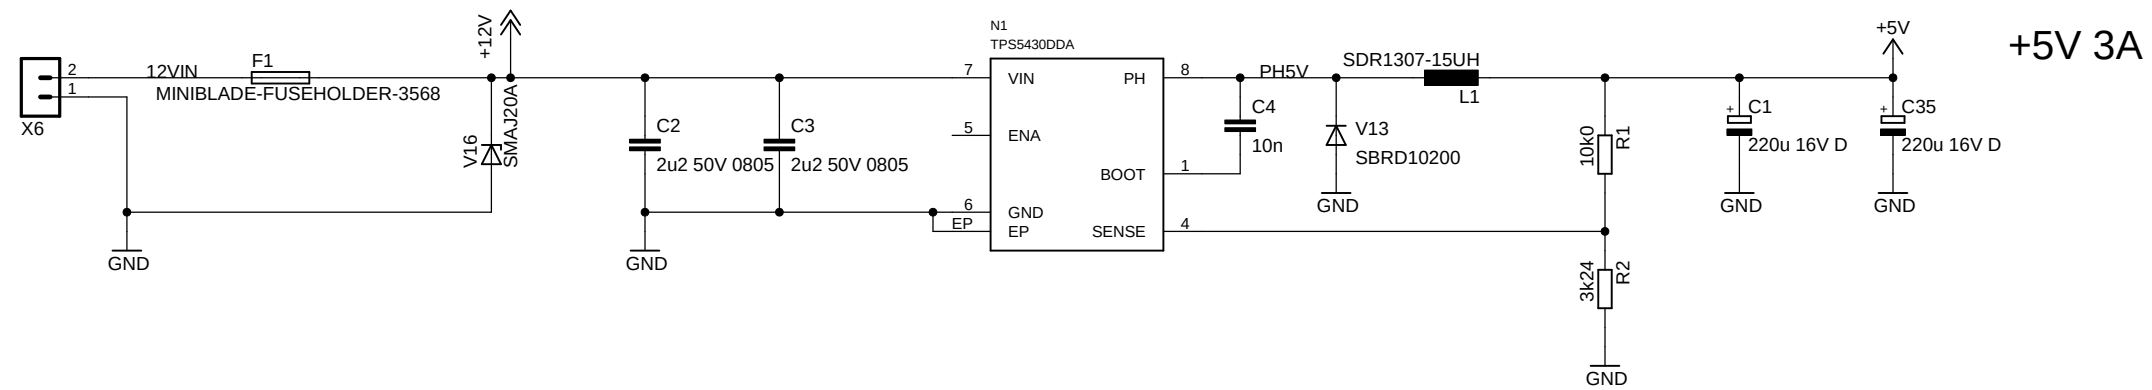 +5V 3A
+12V
+5V
N1
TPS5430DDA
F1
SDR1307-15UH
2
12VIN
7
VIN
PH
8
PH5V
1
MINIBLADE-FUSEHOLDER-3568
L1
X6
SMAJ20A
V16
C2
2u2 50V 0805
C3
2u2 50V 0805
5
ENA
C4
10n
V13
SBRD10200
10k0
R1
+
C1
220u 16V D
+
C35
220u 16V D
BOOT
1
6
GND
EP
EP
SENSE
4
GND
GND
GND
GND
GND
3k24
R2
GND